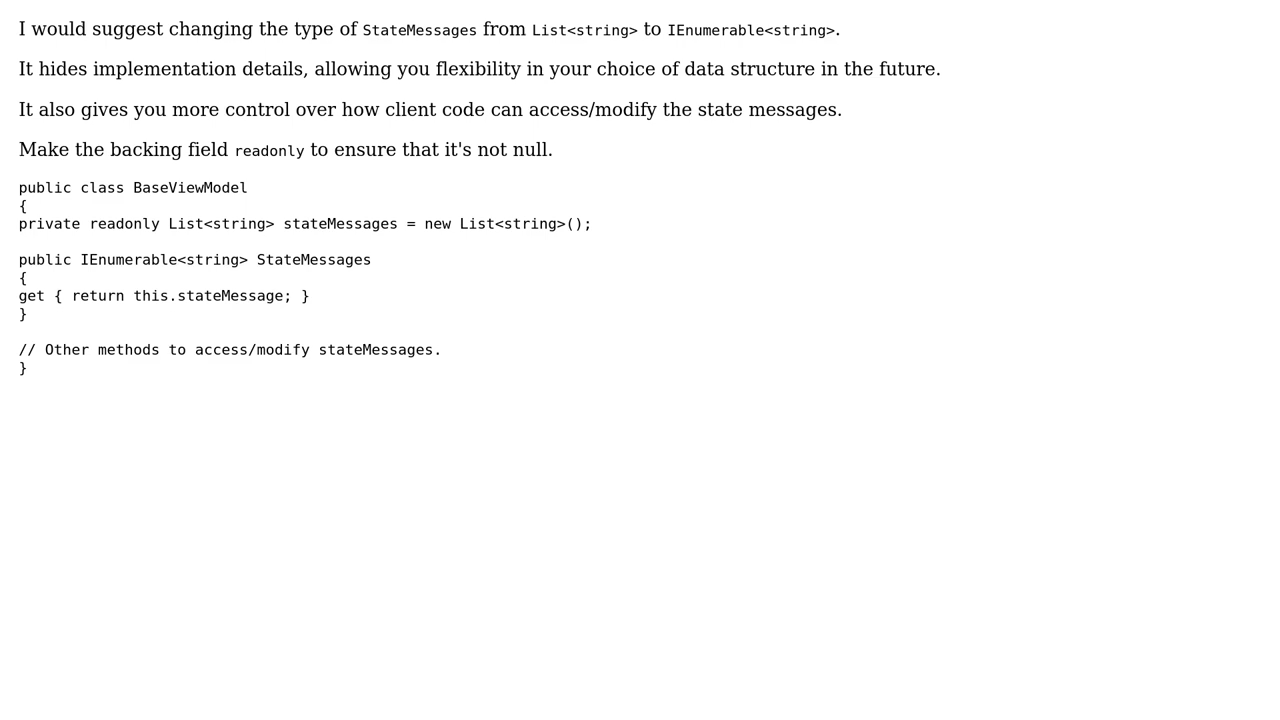 I would suggest changing the type of StateMessages from List<string> to IEnumerable<string>.
It hides implementation details, allowing you flexibility in your choice of data structure in the future.
It also gives you more control over how client code can access/modify the state messages.
Make the backing field readonly to ensure that it's not null.
public class BaseViewModel
{
private readonly List<string> stateMessages = new List<string>();
public IEnumerable<string> StateMessages
{
get { return this.stateMessage; }
}
// Other methods to access/modify stateMessages.
}